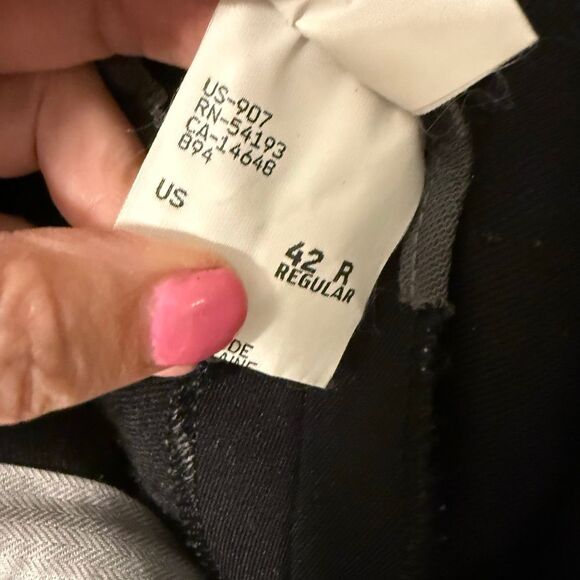 US-907
RN-54193
CA-14648
B94
US
42 R
REGULAR